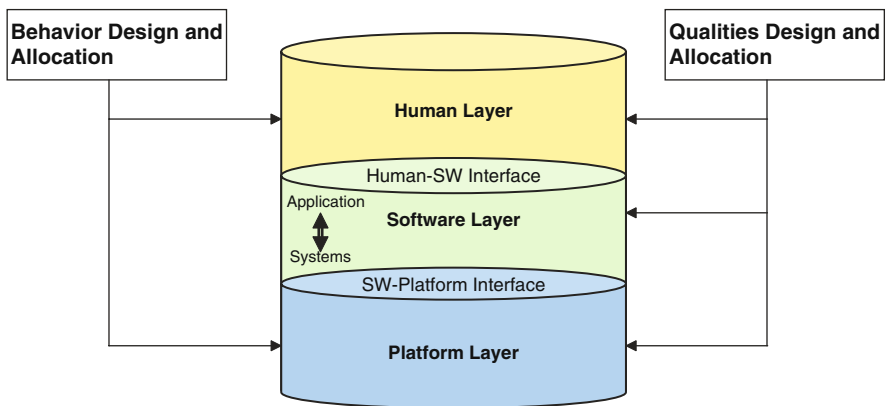 Behavior Design and
Allocation
Qualities Design and
Allocation
Human Layer
Human-SW Interface
Application
Software Layer
Systems
SW-Platform Interface
Platform Layer